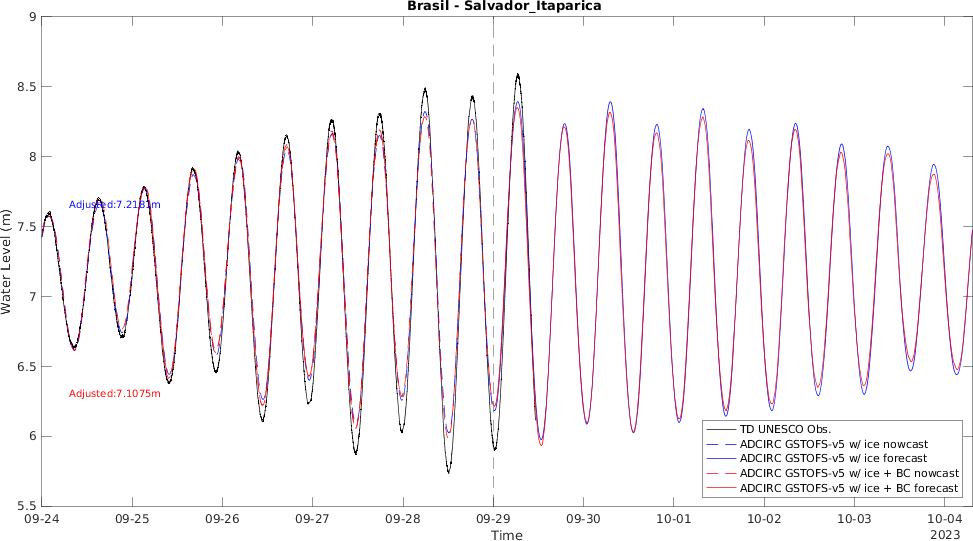 Brasil - Salvador_Itaparica
Water Level (m)
9
8.5
8
7.5
7
6.5
6
5.5
Adjusted:7.2181m
Adjusted:7.1075m
TD UNESCO Obs.
ADCIRC GSTOFS-v5 w/ ice nowcast
ADCIRC GSTOFS-v5 w/ ice forecast
ADCIRC GSTOFS-v5 w/ ice + BC nowcast
ADCIRC GSTOFS-v5 w/ ice + BC forecast
09-24 09-25 09-26 09-27 09-28 09-29 09-30 10-01 10-02 10-03 10-04
Time
2023